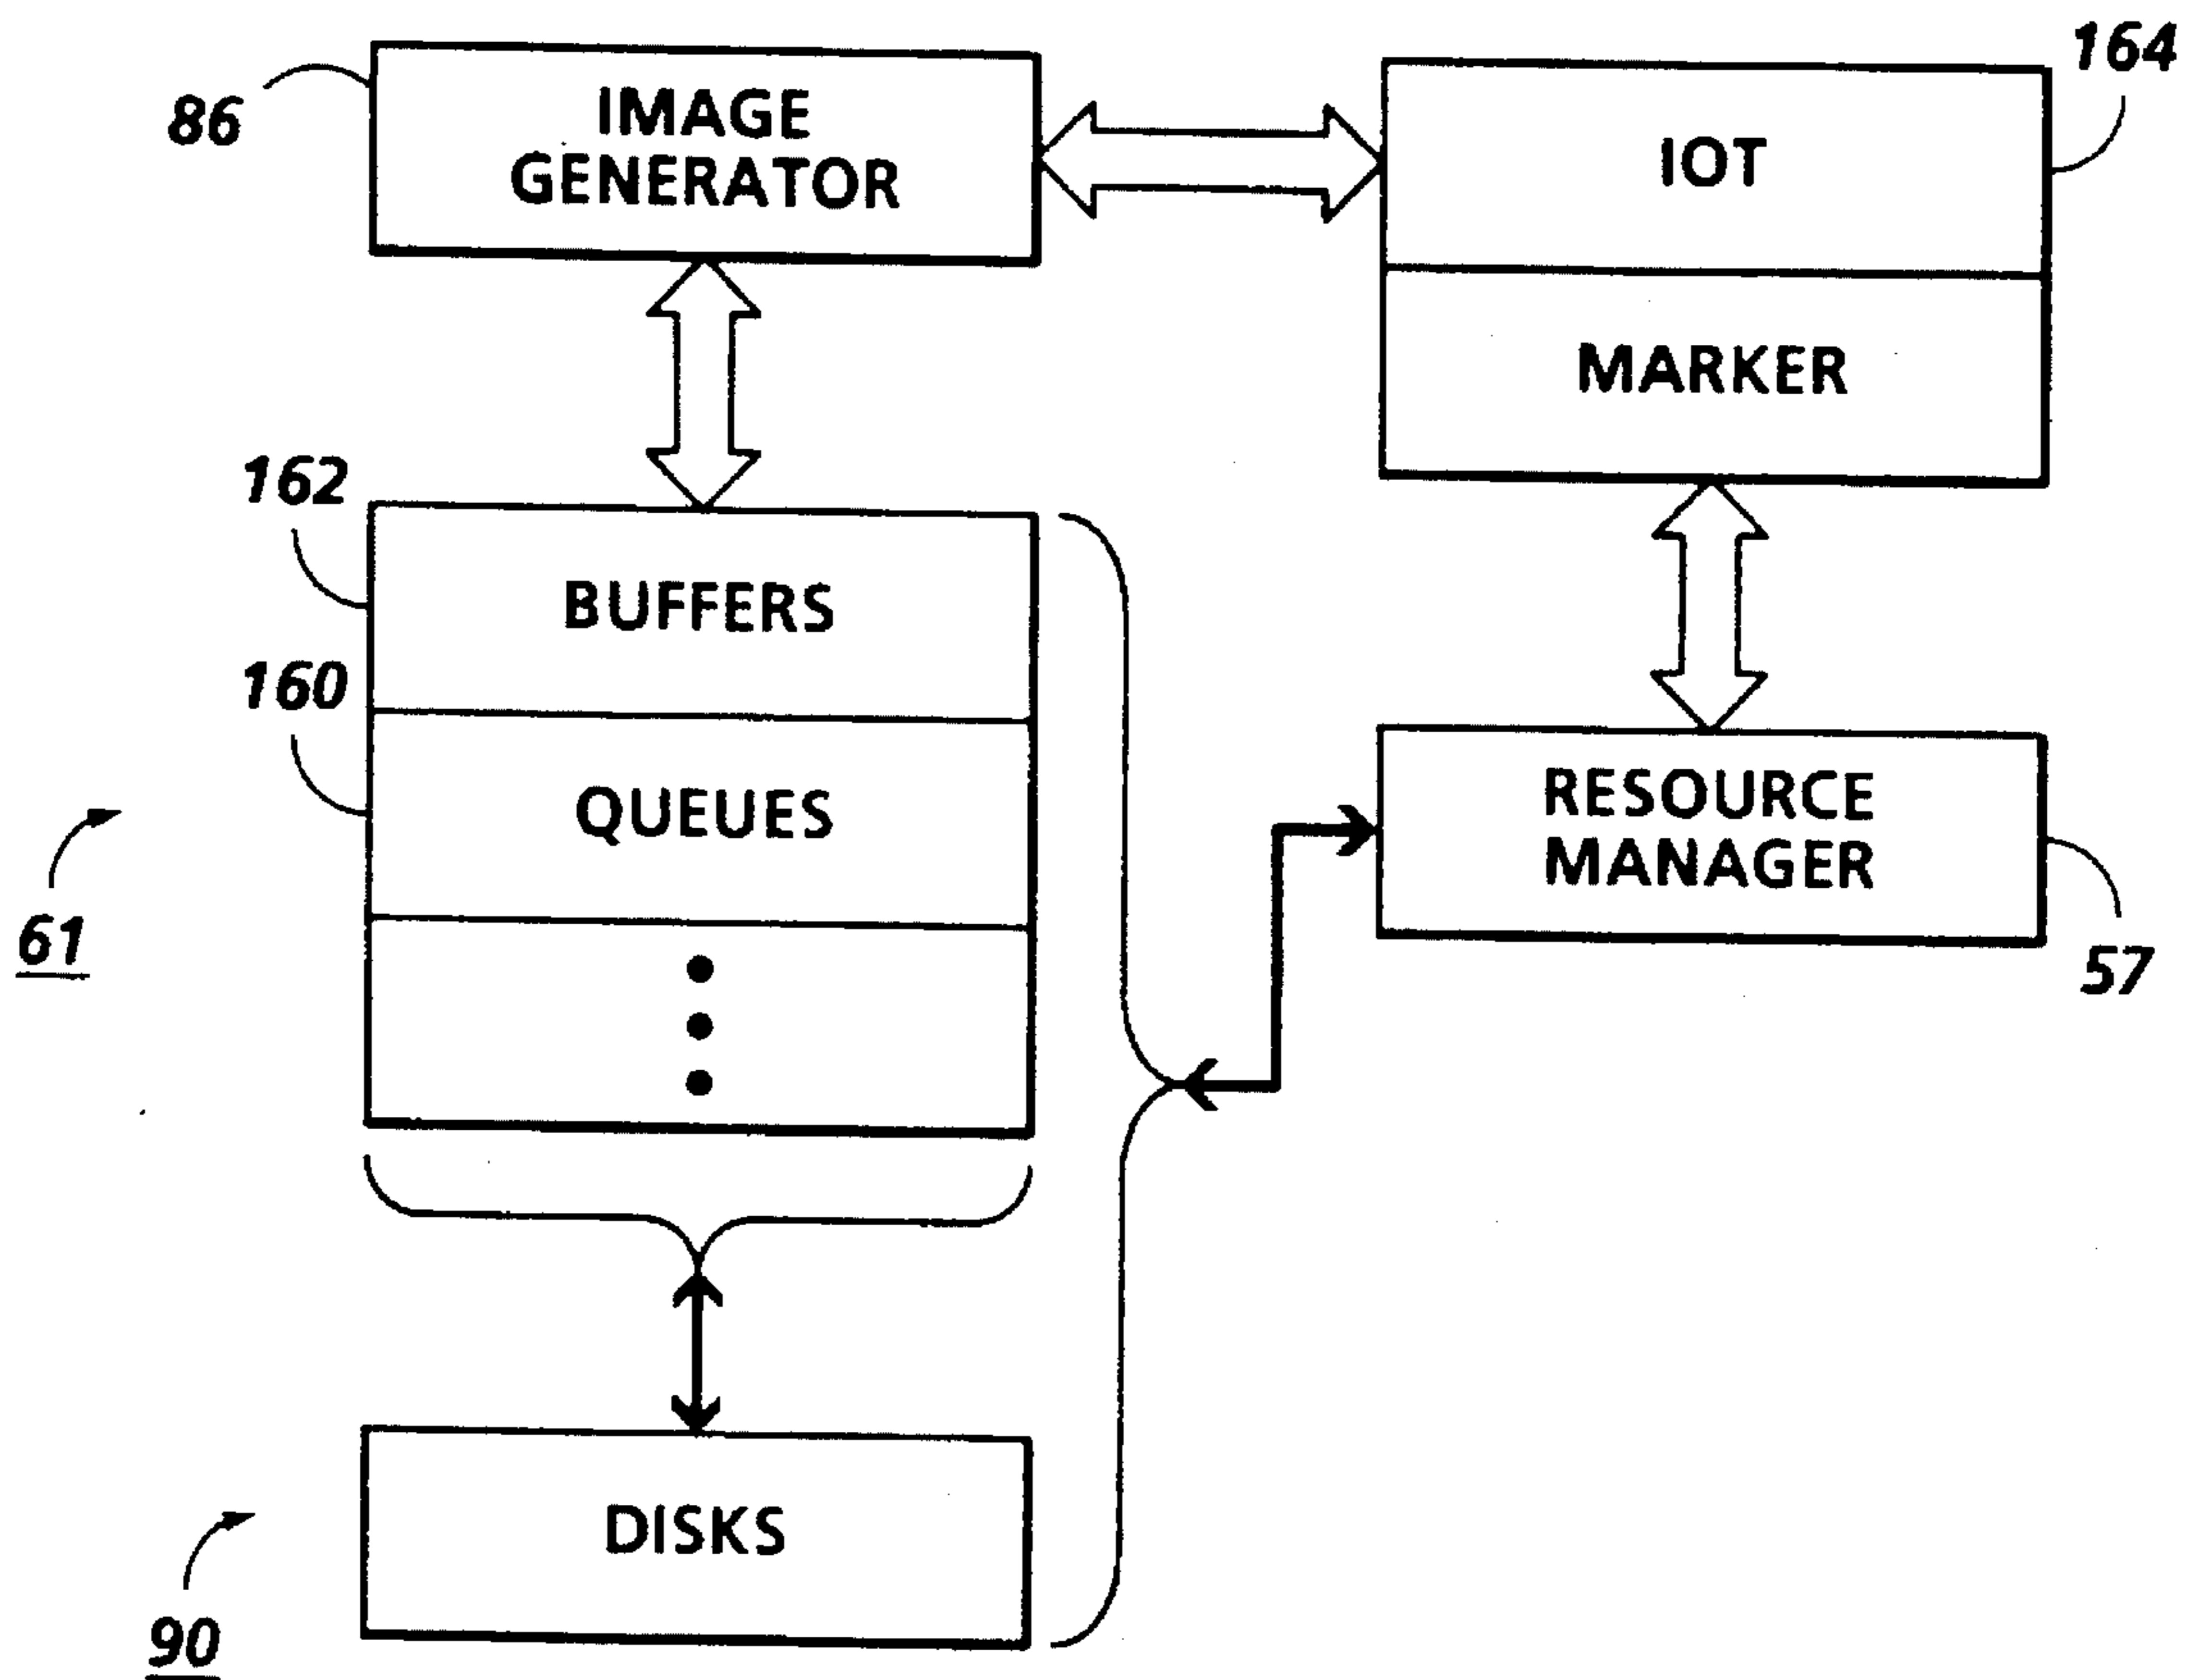 164
86
IMAGE
GENERATOR
IOT
MARKER
162
BUFFERS
160
QUEUES
RESOURCE
MANAGER
61
57
DISKS
90